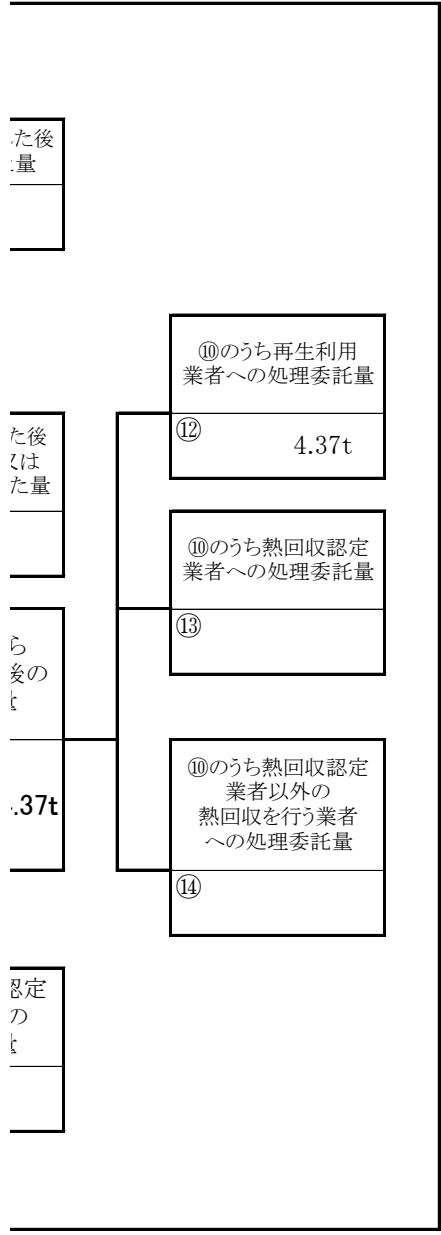 た後
量
⑩のうち再生利用
業者への処理委託量
⑫ 4.37t
た後
又は
た量
⑩のうち熱回収認定
業者への処理委託量
⑬
ら
後の
量
.37t
⑩のうち熱回収認定
業者以外の
熱回収を行う業者
への処理委託量
⑭
認定
の
量